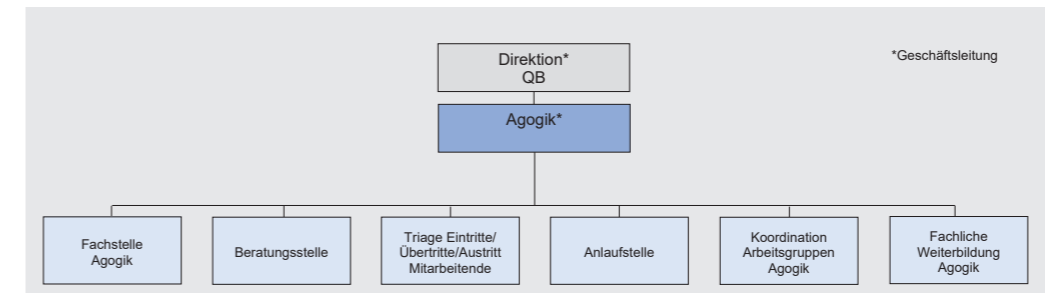 Direktion*
QB
*Geschäftsleitung
Agogik*
Fachstelle
Agogik
Beratungsstelle
Triage Eintritte/
Übertritte/Austritt
Mitarbeitende
Anlaufstelle
Koordination
Arbeitsgruppen
Agogik
Fachliche
Weiterbildung
Agogik